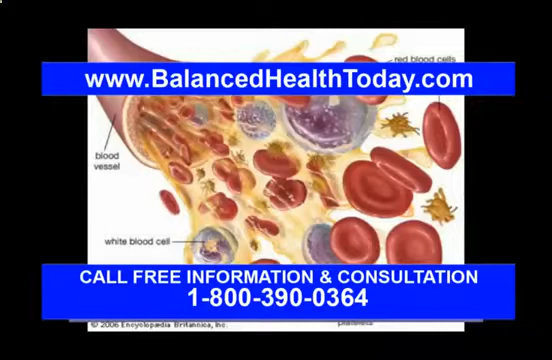 red blood cells
www.BalancedHealthToday.com
blood
vessel
white blood cell
CALL FREE INFORMATION & CONSULTATION
1-800-390-0364
© 2006 Encyclopædia Britannica, Inc.
platelets